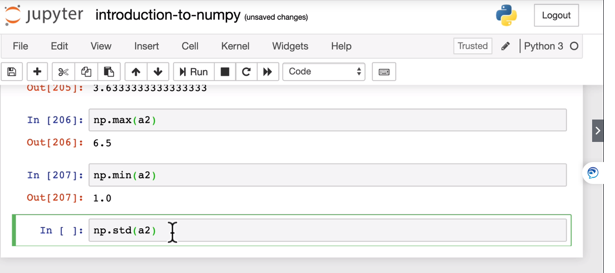 jupyter introduction-to-numpy (unsaved changes)
Logout
File Edit View Insert Cell Kernel Widgets Help
Trusted Python 3
Run Code
Out[205]: 3.6333333333333333
In [206]: np.max(a2)
Out[206]: 6.5
In [207]: np.min(a2)
Out[207]: 1.0
In [ ]: np.std(a2)